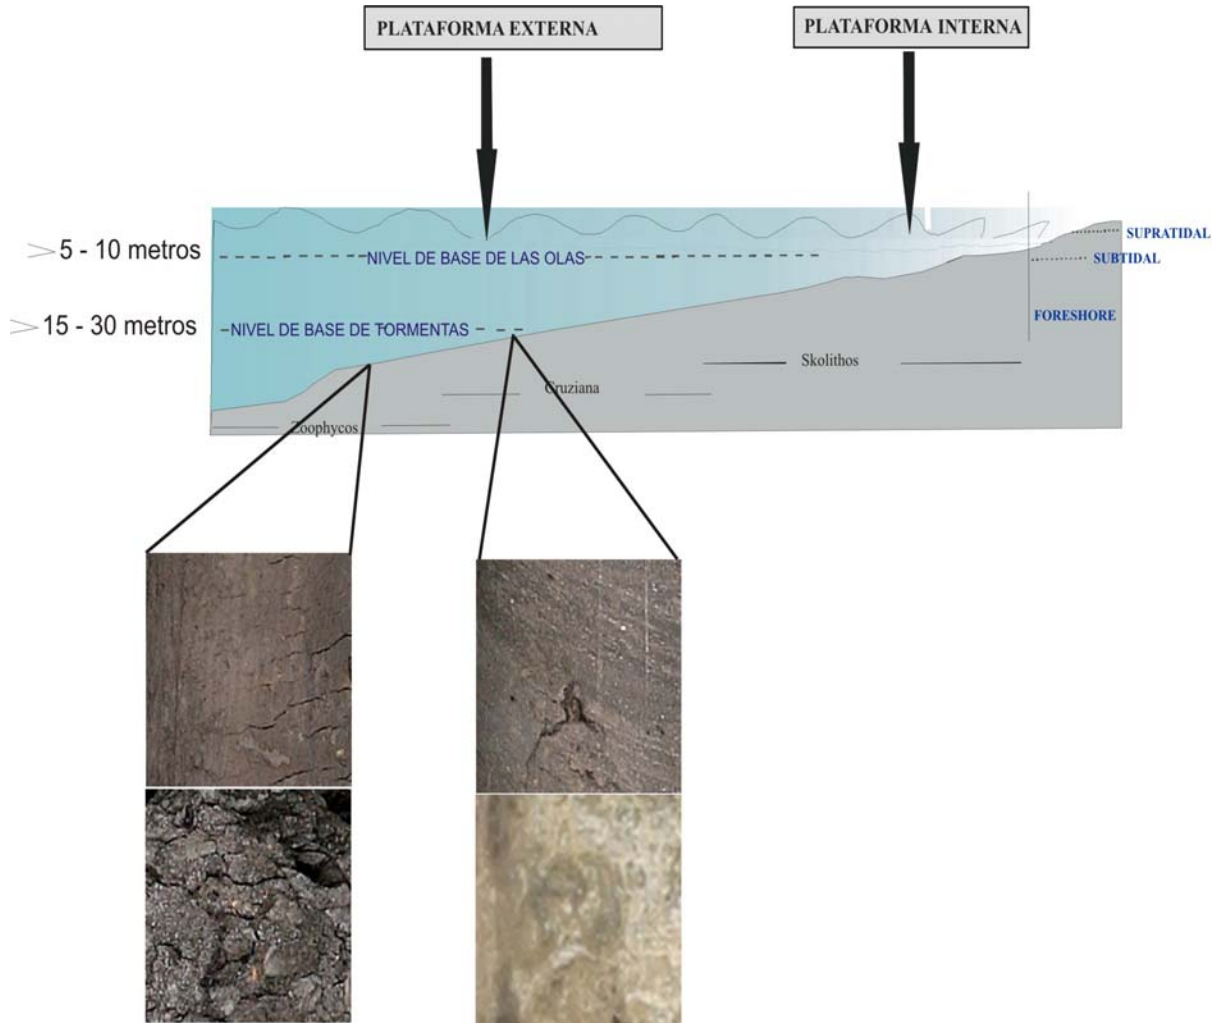 PLATAFORMA EXTERNA
PLATAFORMA INTERNA
> 5 - 10 metros
NIVEL DE BASE DE LAS OLAS
SUPRATIDAL
SUBTIDAL
> 15 - 30 metros
NIVEL DE BASE DE TORMENTAS
FORESHORE
Skolithos
Cruziana
Zoophycos